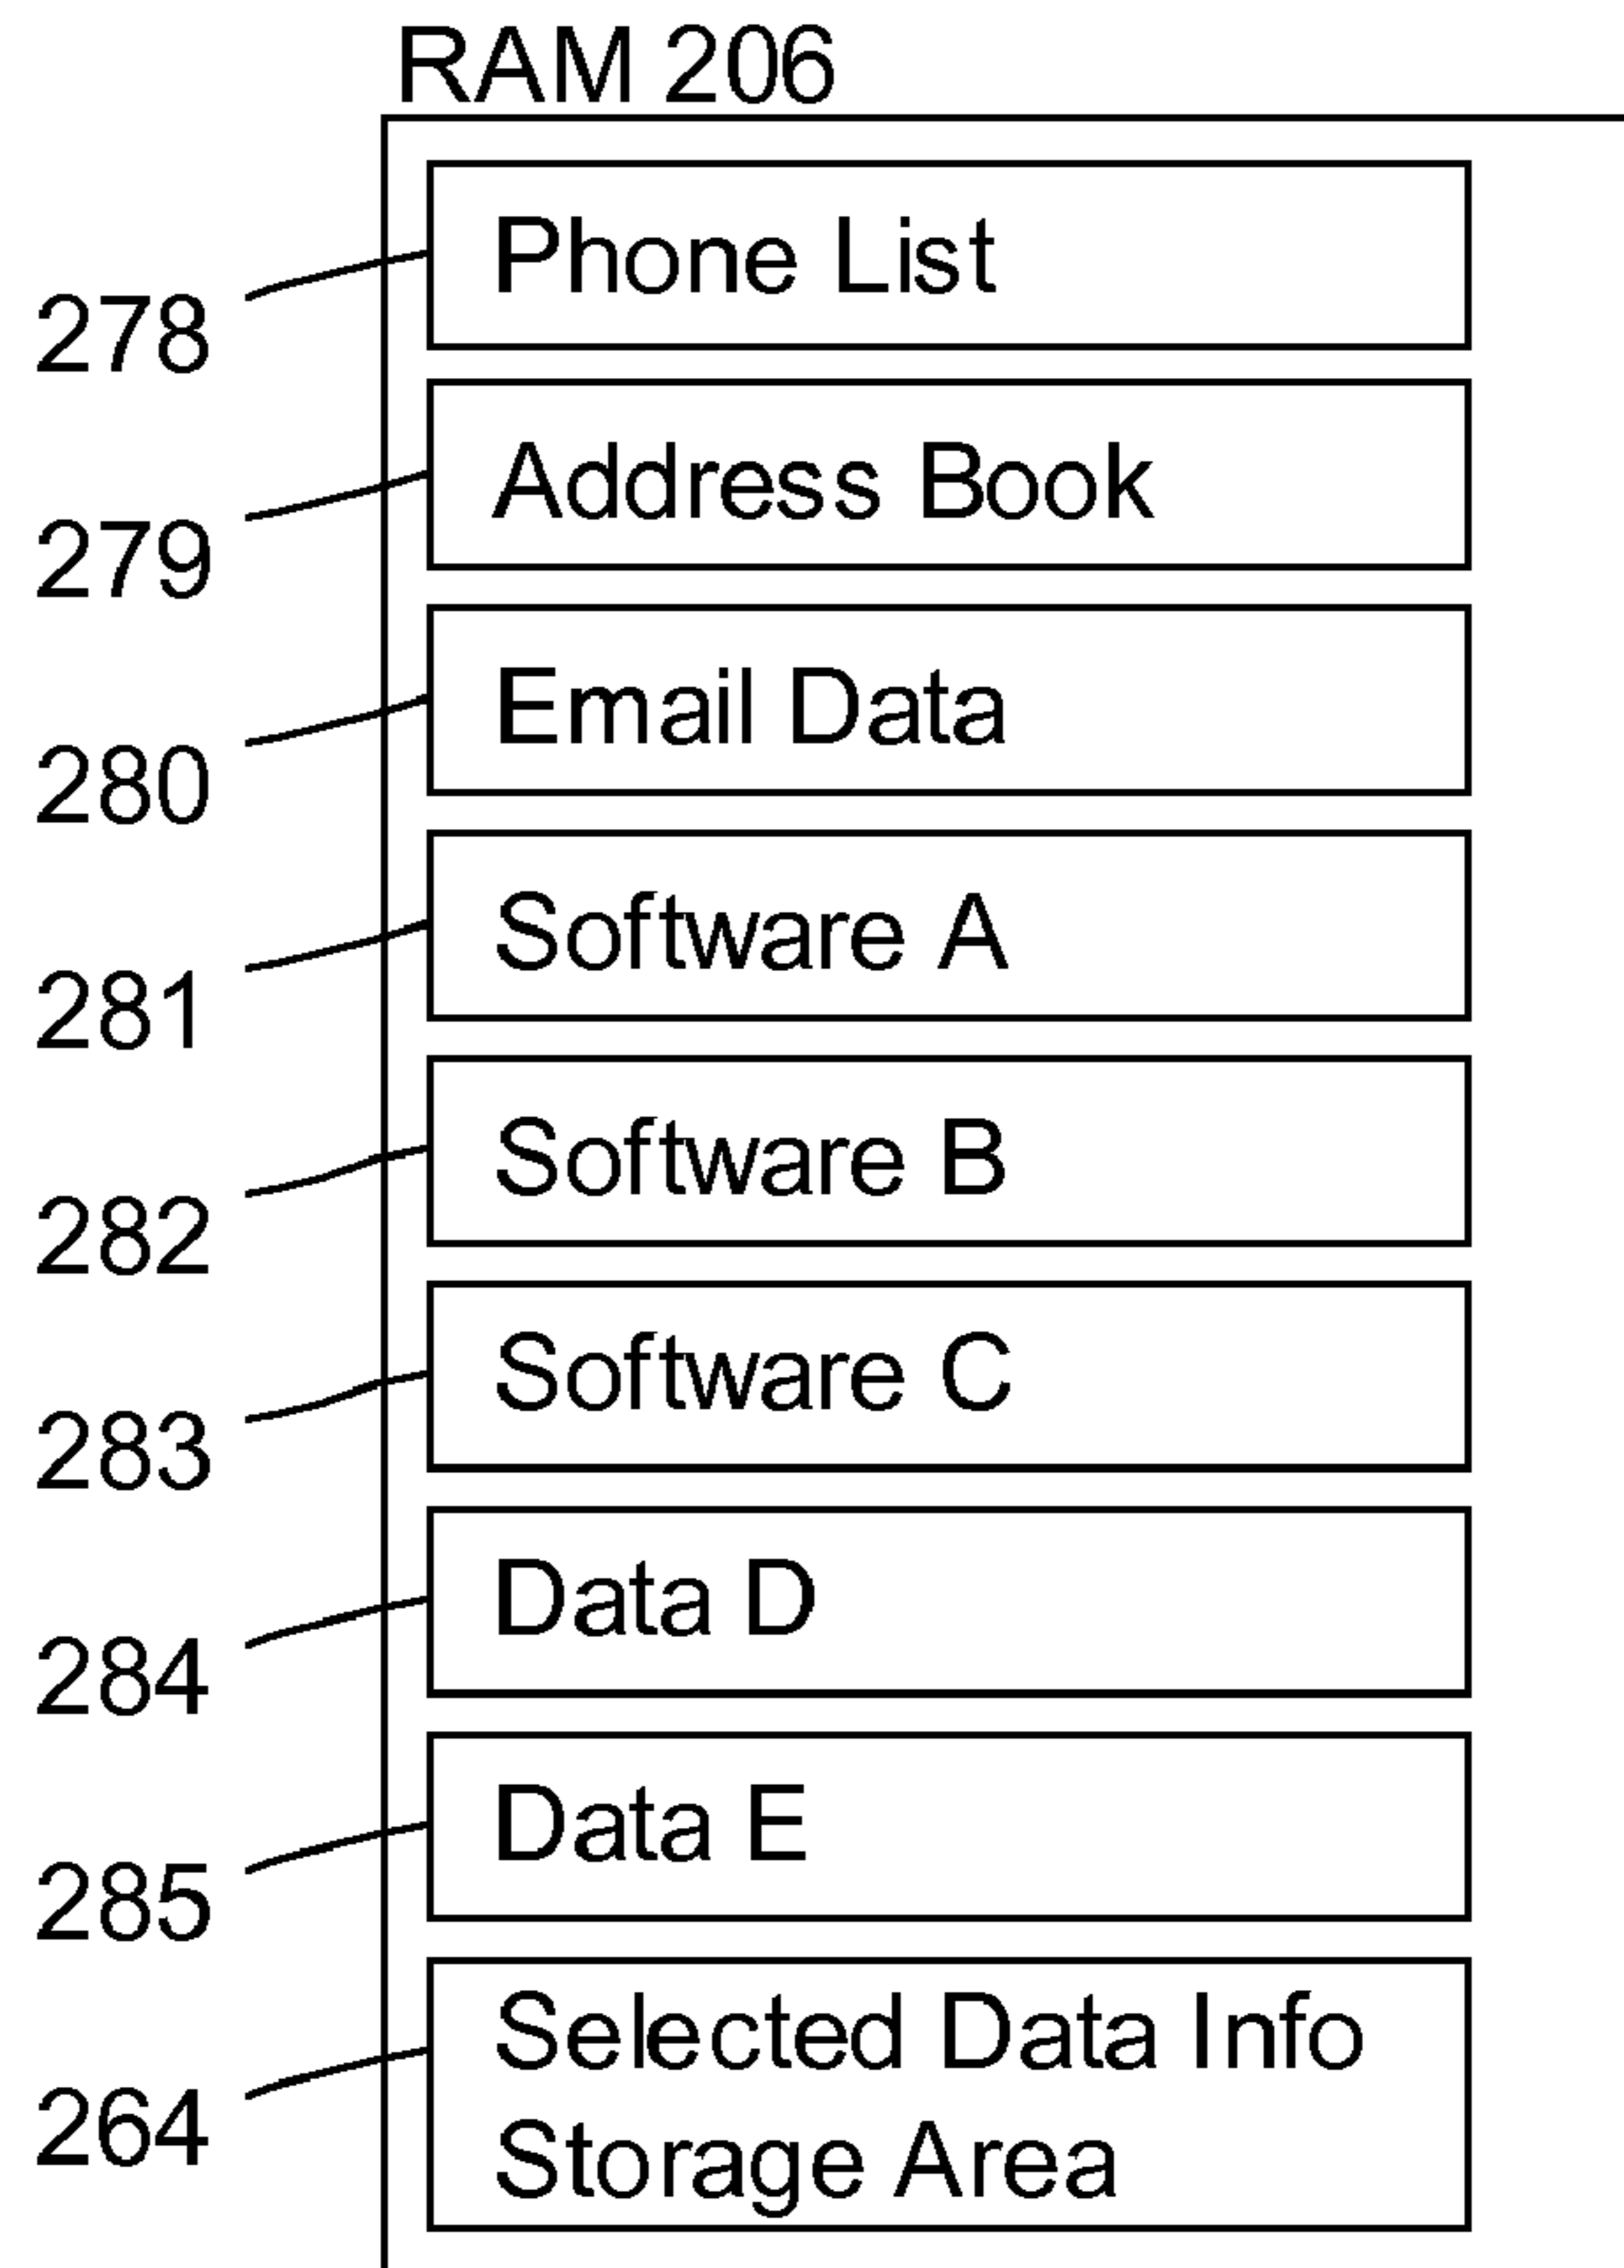 RAM 206
Phone List
278
Address Book
279
Email Data
280
Software A
281
Software B
282
Software C
283
Data D
284
Data E
285
Selected Data Info
264
Storage Area